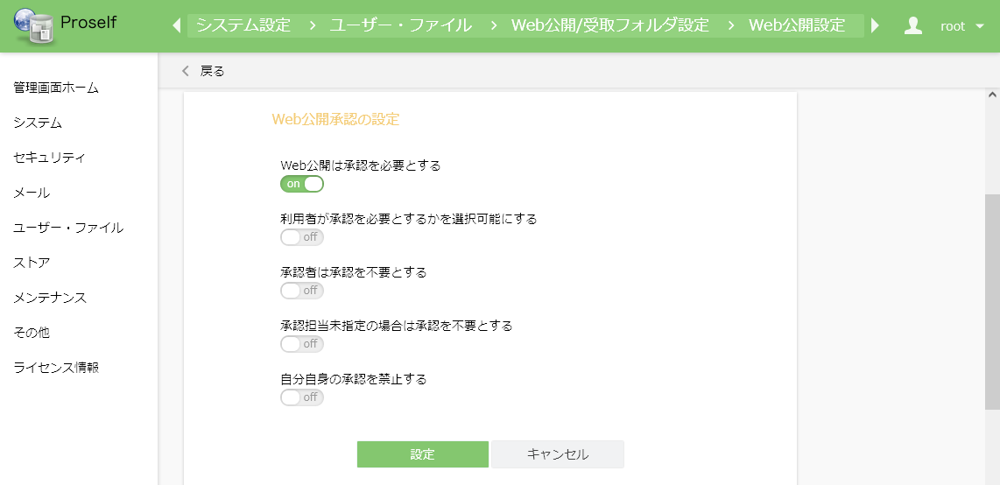 Proself
システム設定 > ユーザー・ファイル > Web公開/受取フォルダ設定 > Web公開設定
root
戻る
管理画面ホーム
システム
セキュリティ
メール
ユーザー・ファイル
ストア
メンテナンス
その他
ライセンス情報
Web公開承認の設定
Web公開は承認を必要とする
on
利用者が承認を必要とするかを選択可能にする
off
承認者は承認を不要とする
off
承認担当未指定の場合は承認を不要とする
off
自分自身の承認を禁止する
off
設定
キャンセル